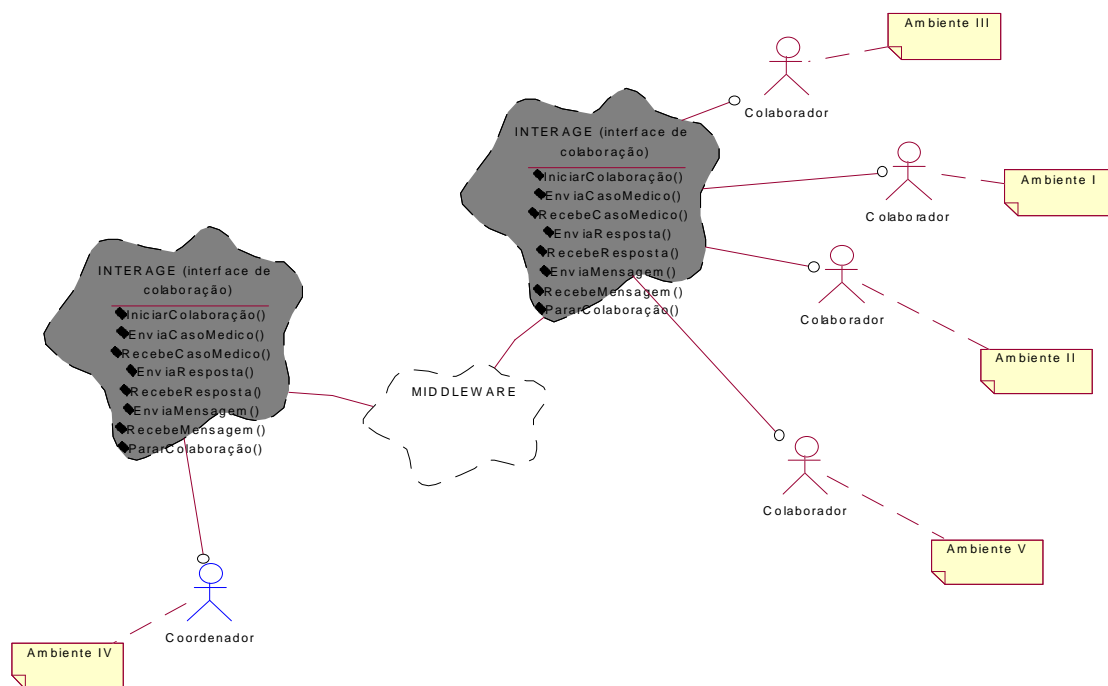 Ambiente III
Colaborador
INTERAGE (interface de
colaboração)
IniciarColaboração()
EnviaCasoMedico()
RecebeCasoMedico()
EnviaResposta()
RecebeResposta()
EnviaMensagem()
RecebeMensagem()
PararColaboração()
Ambiente I
Colaborador
Colaborador
Ambiente II
INTERAGE (interface de
colaboração)
IniciarColaboração()
EnviaCasoMedico()
RecebeCasoMedico()
EnviaResposta()
RecebeResposta()
EnviaMensagem()
RecebeMensagem()
PararColaboração()
MIDDLEWARE
Colaborador
Ambiente V
Coordenador
Ambiente IV